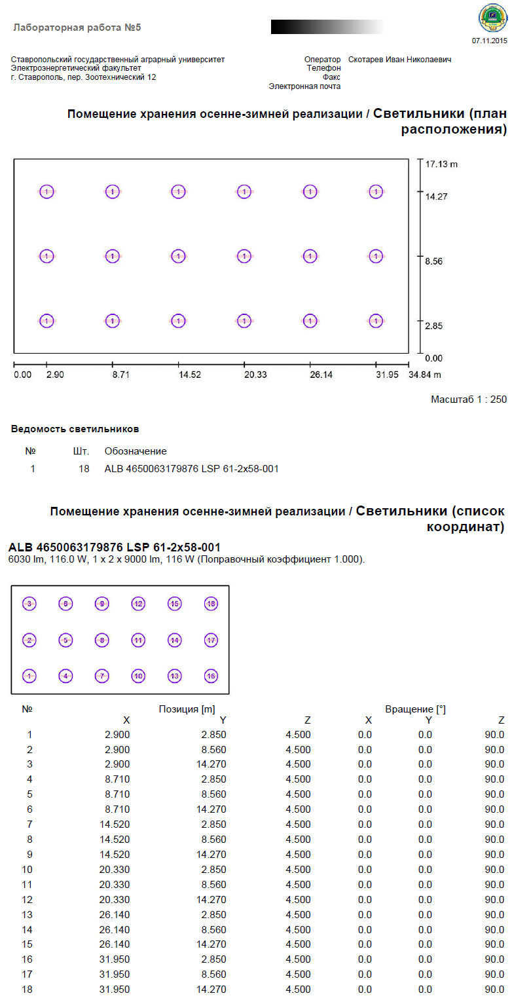 Лабораторная работа №5
07.11.2015
Ставропольский государственный аграрный университет
Электроэнергетический факультет
г. Ставрополь, пер. Зоотехнический 12
Оператор Скотарев Иван Николаевич
Телефон
Факс
Электронная почта
Помещение хранения осенне-зимней реализации / Светильники (план
расположения)
17.13 m
1 1 1 1 1 1
14.27
1 1 1 1 1 1
8.56
1 1 1 1 1 1
2.85
0.00
0.00 2.90 8.71 14.52 20.33 26.14 31.95 34.84 m
Масштаб 1 : 250
Ведомость светильников
№ Шт. Обозначение
1 18 ALB 4650063179876 LSP 61-2x58-001
Помещение хранения осенне-зимней реализации / Светильники (список
координат)
ALB 4650063179876 LSP 61-2x58-001
6030 lm, 116.0 W, 1 x 2 x 9000 lm, 116 W (Поправочный коэффициент 1.000).
3 6 9 12 15 18
2 5 8 11 14 17
1 4 7 10 13 16
№ Позиция [m] Вращение [°]
X Y Z X Y Z
1 2.900 2.850 4.500 0.0 0.0 90.0
2 2.900 8.560 4.500 0.0 0.0 90.0
3 2.900 14.270 4.500 0.0 0.0 90.0
4 8.710 2.850 4.500 0.0 0.0 90.0
5 8.710 8.560 4.500 0.0 0.0 90.0
6 8.710 14.270 4.500 0.0 0.0 90.0
7 14.520 2.850 4.500 0.0 0.0 90.0
8 14.520 8.560 4.500 0.0 0.0 90.0
9 14.520 14.270 4.500 0.0 0.0 90.0
10 20.330 2.850 4.500 0.0 0.0 90.0
11 20.330 8.560 4.500 0.0 0.0 90.0
12 20.330 14.270 4.500 0.0 0.0 90.0
13 26.140 2.850 4.500 0.0 0.0 90.0
14 26.140 8.560 4.500 0.0 0.0 90.0
15 26.140 14.270 4.500 0.0 0.0 90.0
16 31.950 2.850 4.500 0.0 0.0 90.0
17 31.950 8.560 4.500 0.0 0.0 90.0
18 31.950 14.270 4.500 0.0 0.0 90.0